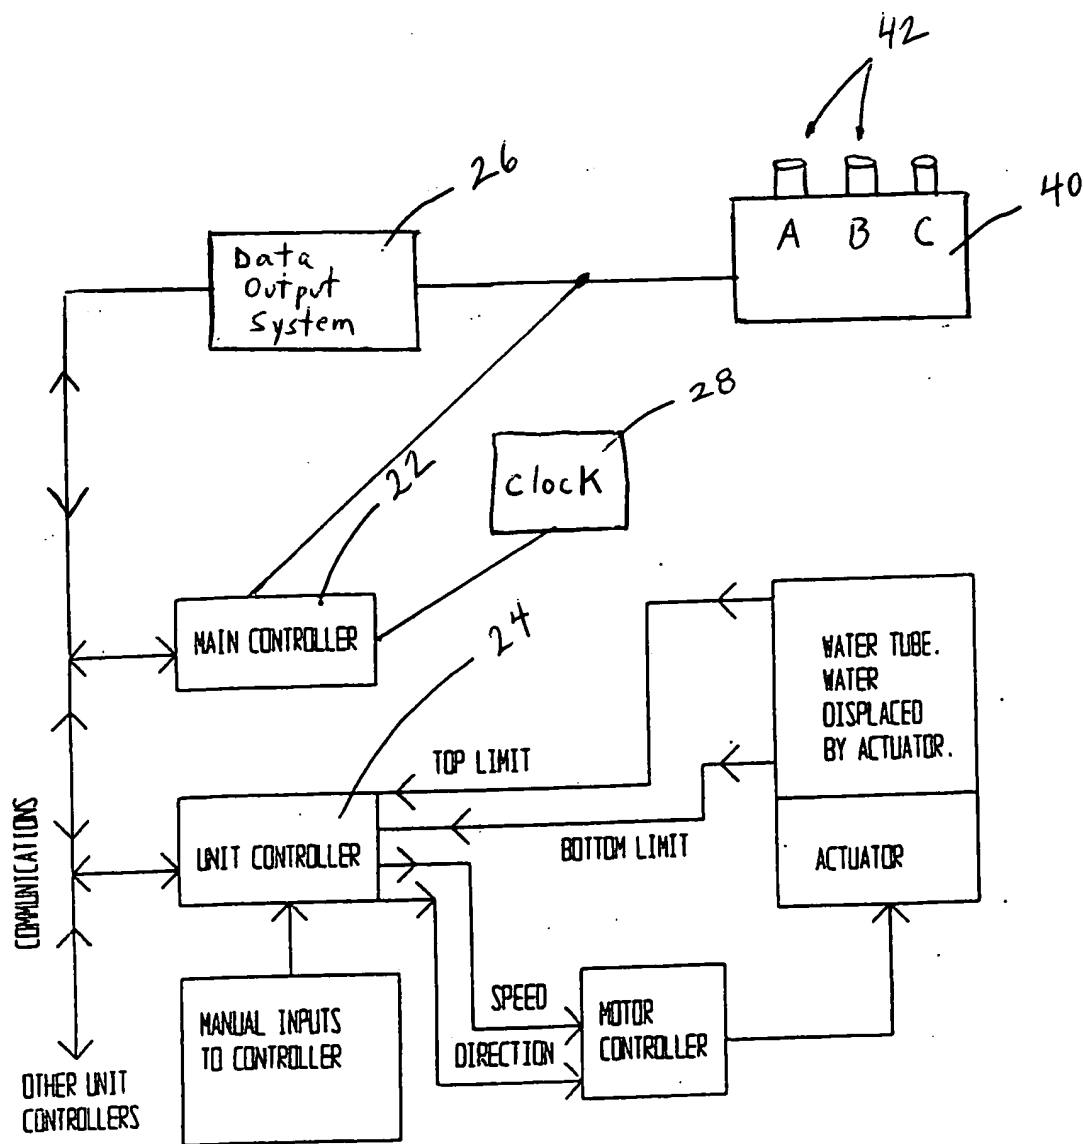 42
26
40
A B C
Data
Output
System
28
Clock
22
MAIN CONTROLLER
24
WATER TUBE.
WATER
DISPLACED
BY ACTUATOR.
TOP LIMIT
BOTTOM LIMIT
UNIT CONTROLLER
ACTUATOR
COMMUNICATIONS
MANUAL INPUTS
TO CONTROLLER
SPEED
DIRECTION
MOTOR
CONTROLLER
OTHER UNIT
CONTROLLERS